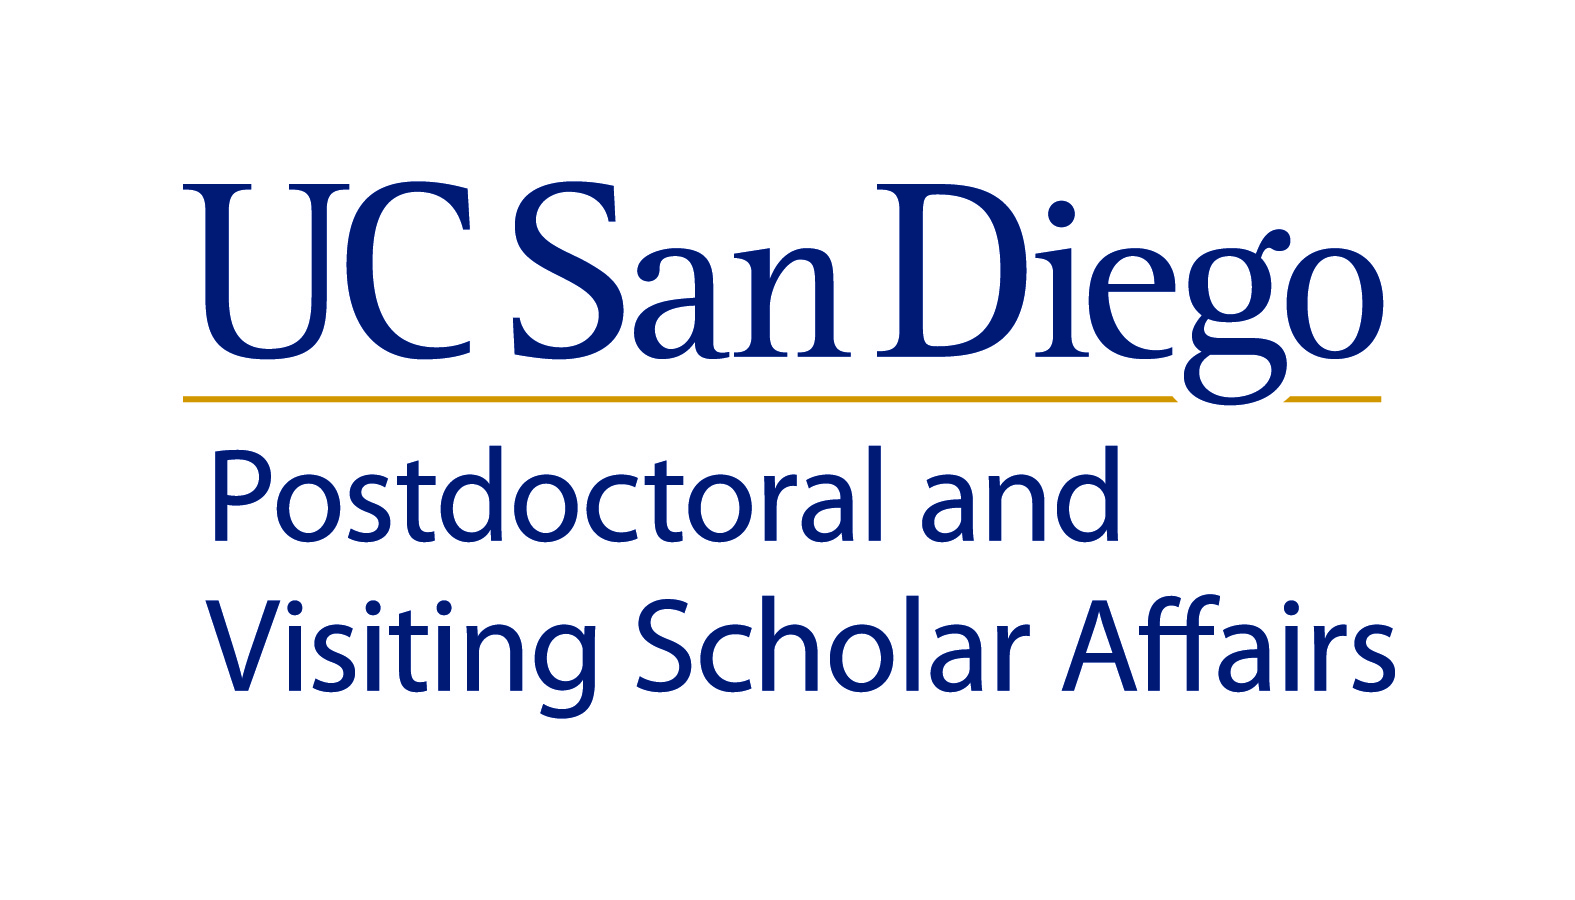 UC San Diego
Postdoctoral and
Visiting Scholar Affairs